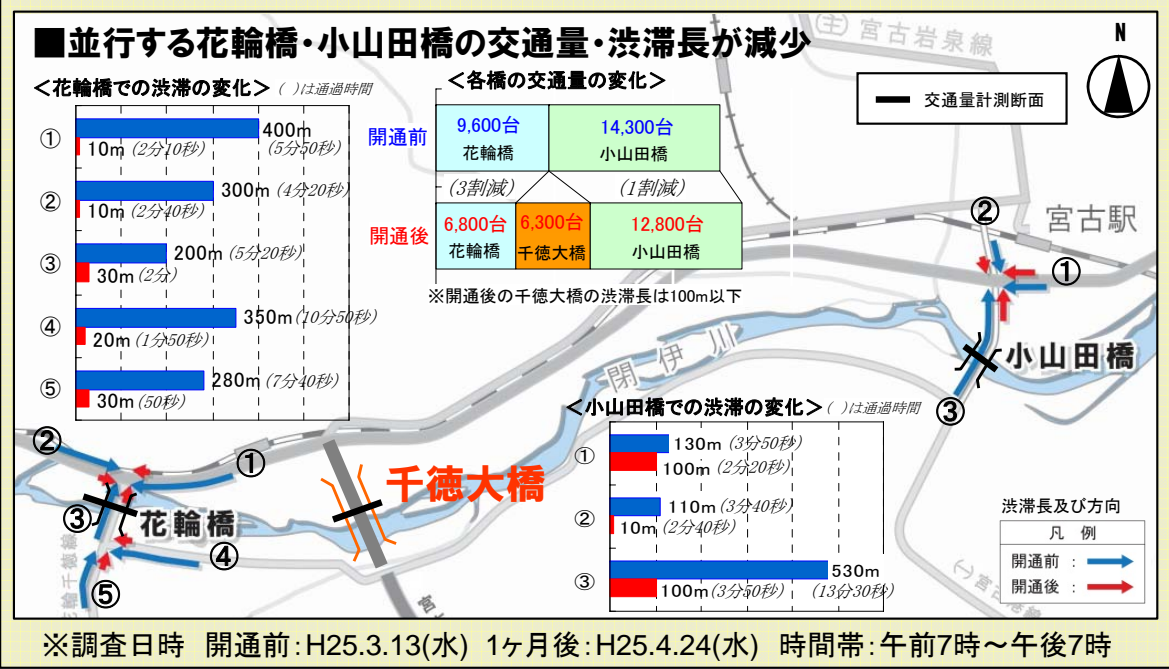 ■並行する花輪橋・小山田橋の交通量・渋滞長が減少
(主)宮古岩泉線
N
交通量計測断面
<花輪橋での渋滞の変化> ( )は通過時間
① 400m (5分50秒)
10m (2分10秒)
② 300m (4分20秒)
10m (2分40秒)
③ 200m (5分20秒)
30m (2分)
④ 350m (10分50秒)
20m (1分50秒)
⑤ 280m (7分40秒)
30m (50秒)
<各橋の交通量の変化>
開通前
9,600台 14,300台
花輪橋 小山田橋
(3割減) (1割減)
開通後
6,800台 6,300台 12,800台
花輪橋 千徳大橋 小山田橋
※開通後の千徳大橋の渋滞長は100m以下
②
宮古駅
①
小山田橋
③
閉伊川
<小山田橋での渋滞の変化> ( )は通過時間
① 130m (3分50秒)
100m (2分20秒)
② 110m (3分40秒)
10m (2分40秒)
③ 530m (13分30秒)
100m (3分50秒)
②
①
千徳大橋
③
花輪橋
④
⑤
花輪千徳線
宮
(一)宮古港線
渋滞長及び方向
凡 例
開通前 :
開通後 :
※調査日時 開通前:H25.3.13(水) 1ヶ月後:H25.4.24(水) 時間帯:午前7時~午後7時